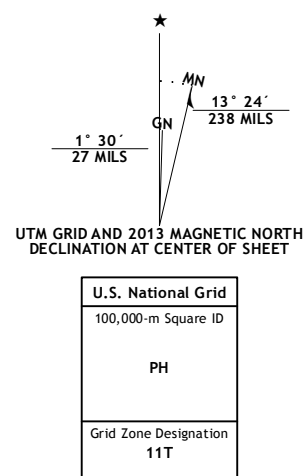 ★
MN
13° 24´
238 MILS
GN
1° 30´
27 MILS
UTM GRID AND 2013 MAGNETIC NORTH
DECLINATION AT CENTER OF SHEET
U.S. National Grid
100,000-m Square ID
PH
Grid Zone Designation
11T